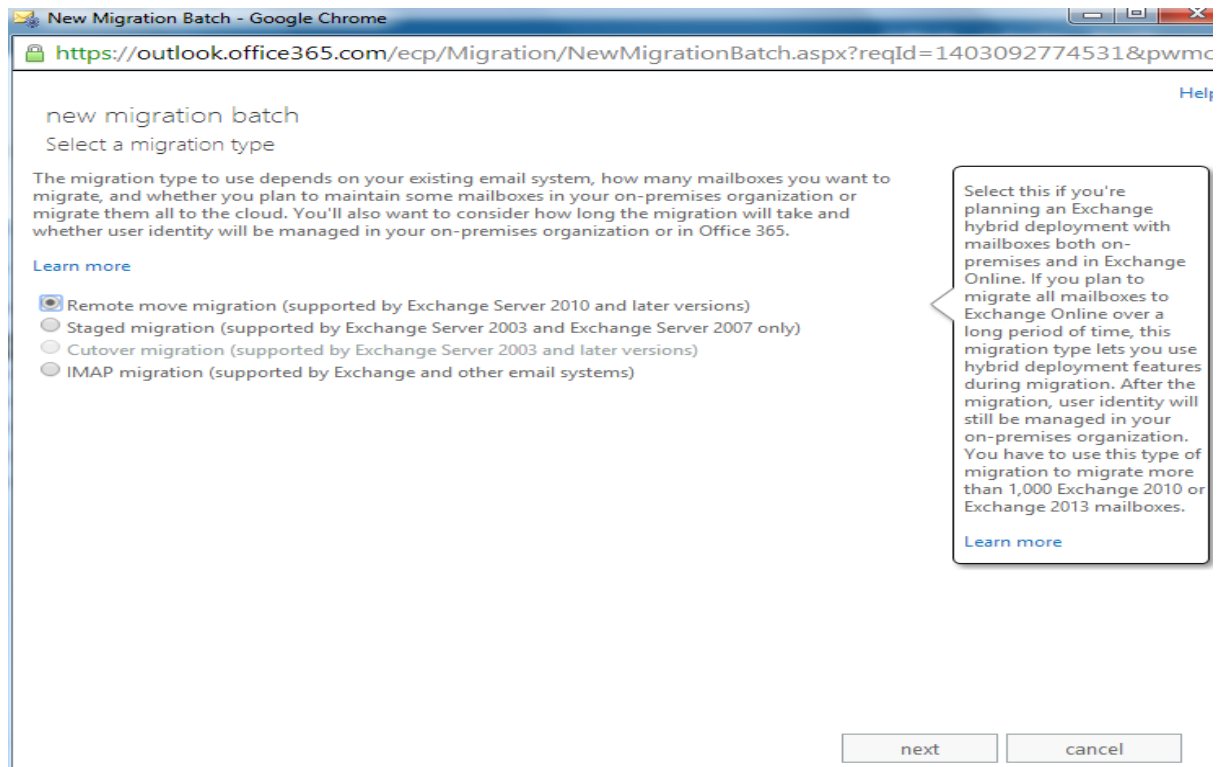 New Migration Batch - Google Chrome
https://outlook.office365.com/ecp/Migration/NewMigrationBatch.aspx?reqId=1403092774531&pwmc
Help
new migration batch
Select a migration type
The migration type to use depends on your existing email system, how many mailboxes you want to
migrate, and whether you plan to maintain some mailboxes in your on-premises organization or
migrate them all to the cloud. You'll also want to consider how long the migration will take and
whether user identity will be managed in your on-premises organization or in Office 365.
Learn more
Remote move migration (supported by Exchange Server 2010 and later versions)
Staged migration (supported by Exchange Server 2003 and Exchange Server 2007 only)
Cutover migration (supported by Exchange Server 2003 and later versions)
IMAP migration (supported by Exchange and other email systems)
Select this if you're
planning an Exchange
hybrid deployment with
mailboxes both on-
premises and in Exchange
Online. If you plan to
migrate all mailboxes to
Exchange Online over a
long period of time, this
migration type lets you use
hybrid deployment features
during migration. After the
migration, user identity will
still be managed in your
on-premises organization.
You have to use this type of
migration to migrate more
than 1,000 Exchange 2010 or
Exchange 2013 mailboxes.
Learn more
next
cancel